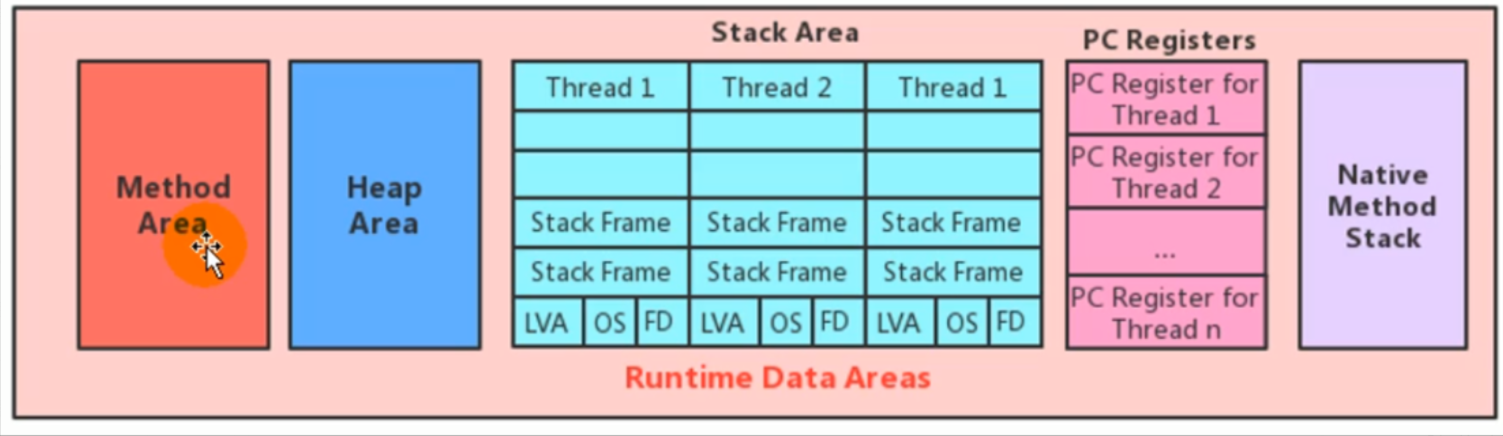 Stack Area
PC Registers
Method
Area
Heap
Area
Thread 1
Thread 2
Thread 1
Stack Frame
Stack Frame
Stack Frame
Stack Frame
Stack Frame
Stack Frame
LVA
OS
FD
LVA
OS
FD
LVA
OS
FD
PC Register for
Thread 1
PC Register for
Thread 2
...
PC Register for
Thread n
Native
Method
Stack
Runtime Data Areas